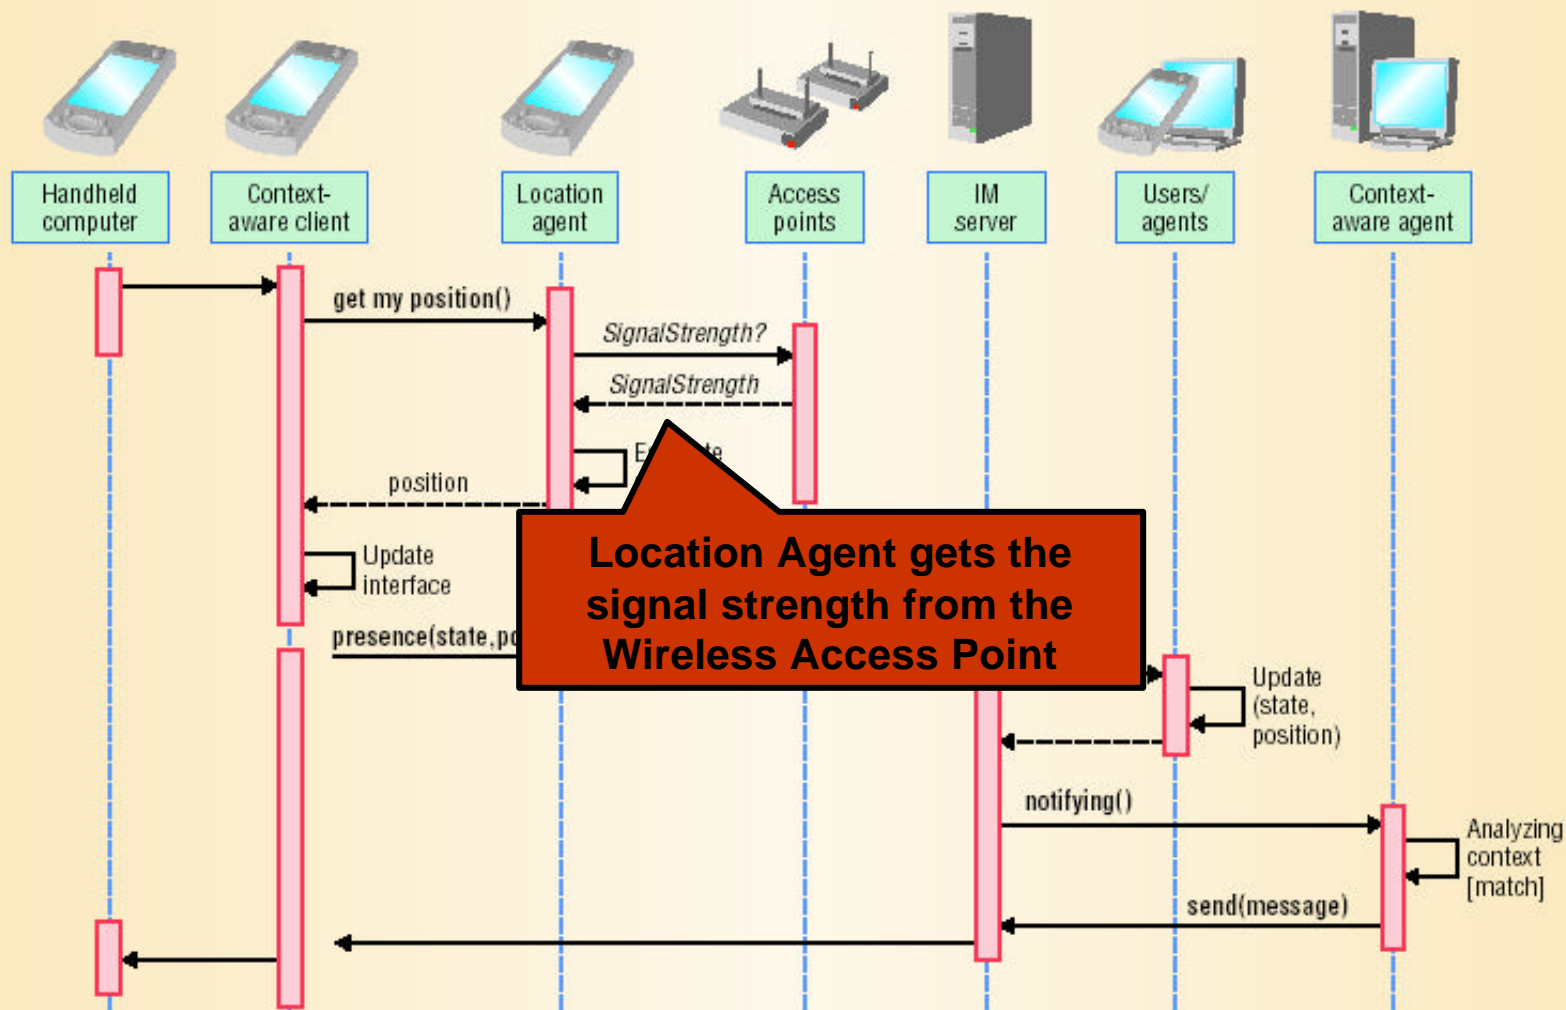 Handheld
computer
Context-
aware client
Location
agent
Access
points
IM
server
Users/
agents
Context-
aware agent
get my position()
SignalStrength?
SignalStrength
position
Update
interface
Location Agent gets the
signal strength from the
Wireless Access Point
presence(state,
Update
(state,
position)
notifying()
Analyzing
context
[match]
send(message)